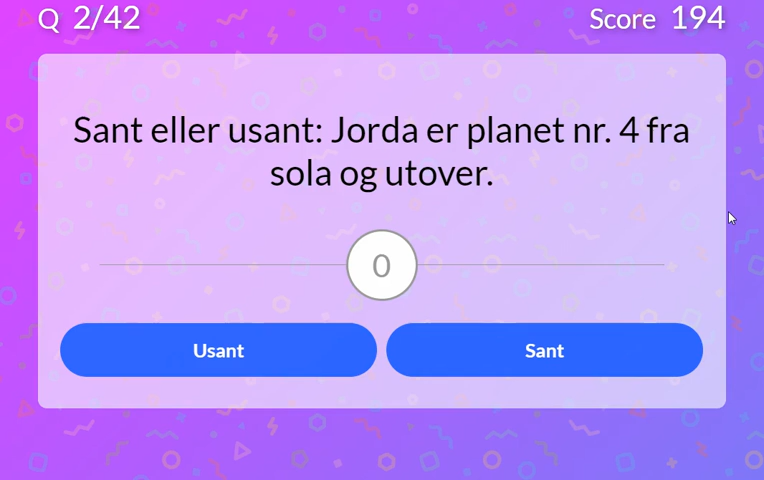 Q 2/42 Score 194
Sant eller usant: Jorda er planet nr. 4 fra
sola og utover.
0
Usant Sant